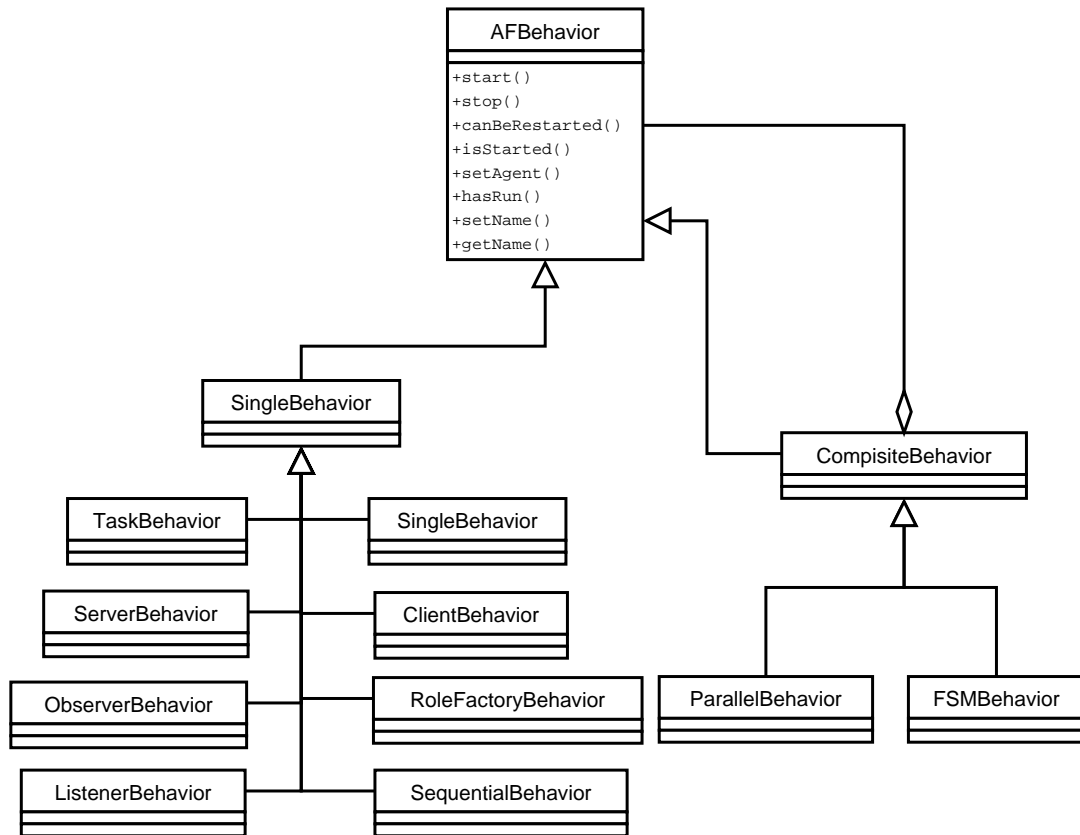 AFBehavior
+start()
+stop()
+canBeRestarted()
+isStarted()
+setAgent()
+hasRun()
+setName()
+getName()
SingleBehavior
CompisiteBehavior
TaskBehavior
SingleBehavior
ServerBehavior
ClientBehavior
ObserverBehavior
RoleFactoryBehavior
ParallelBehavior
FSMBehavior
ListenerBehavior
SequentialBehavior